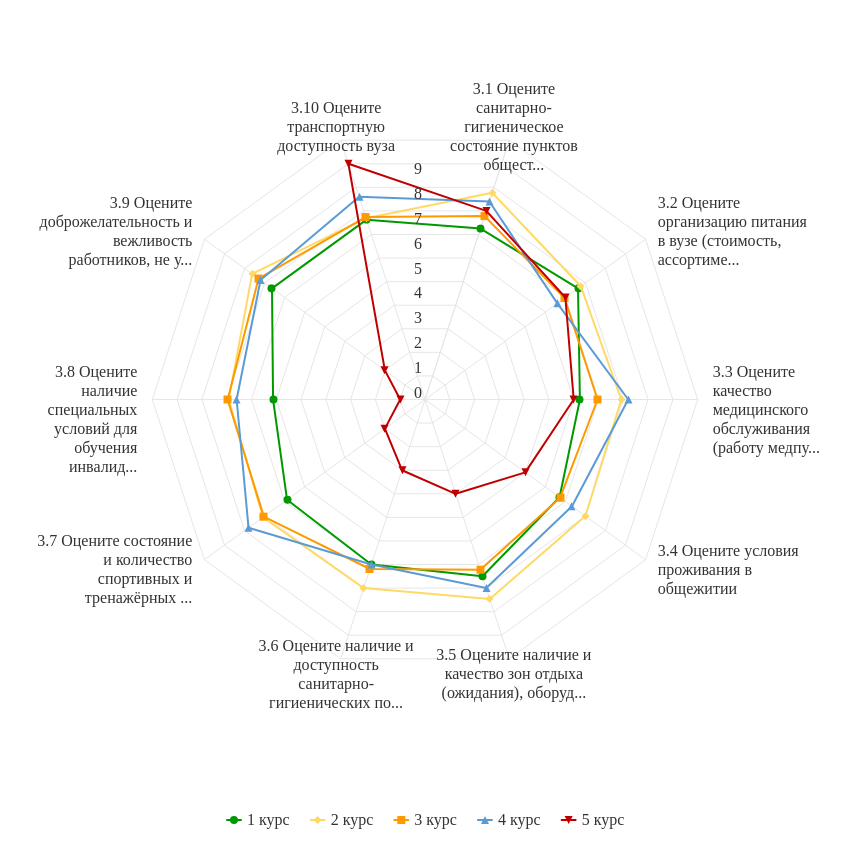 3.10 Оцените
транспортную
доступность вуза
3.1 Оцените
санитарно-
гигиеническое
состояние пунктов
общест...
3.2 Оцените
организацию питания
в вузе (стоимость,
ассортиме...
3.3 Оцените
качество
медицинского
обслуживания
(работу медпу...
3.4 Оцените условия
проживания в
общежитии
3.5 Оцените наличие и
качество зон отдыха
(ожидания), оборуд...
3.6 Оцените наличие и
доступность
санитарно-
гигиенических по...
3.7 Оцените состояние
и количество
спортивных и
тренажёрных ...
3.8 Оцените
наличие
специальных
условий для
обучения
инвалид...
3.9 Оцените
доброжелательность и
вежливость
работников, не у...
9
8
7
6
5
4
3
2
1
0
1 курс
2 курс
3 курс
4 курс
5 курс